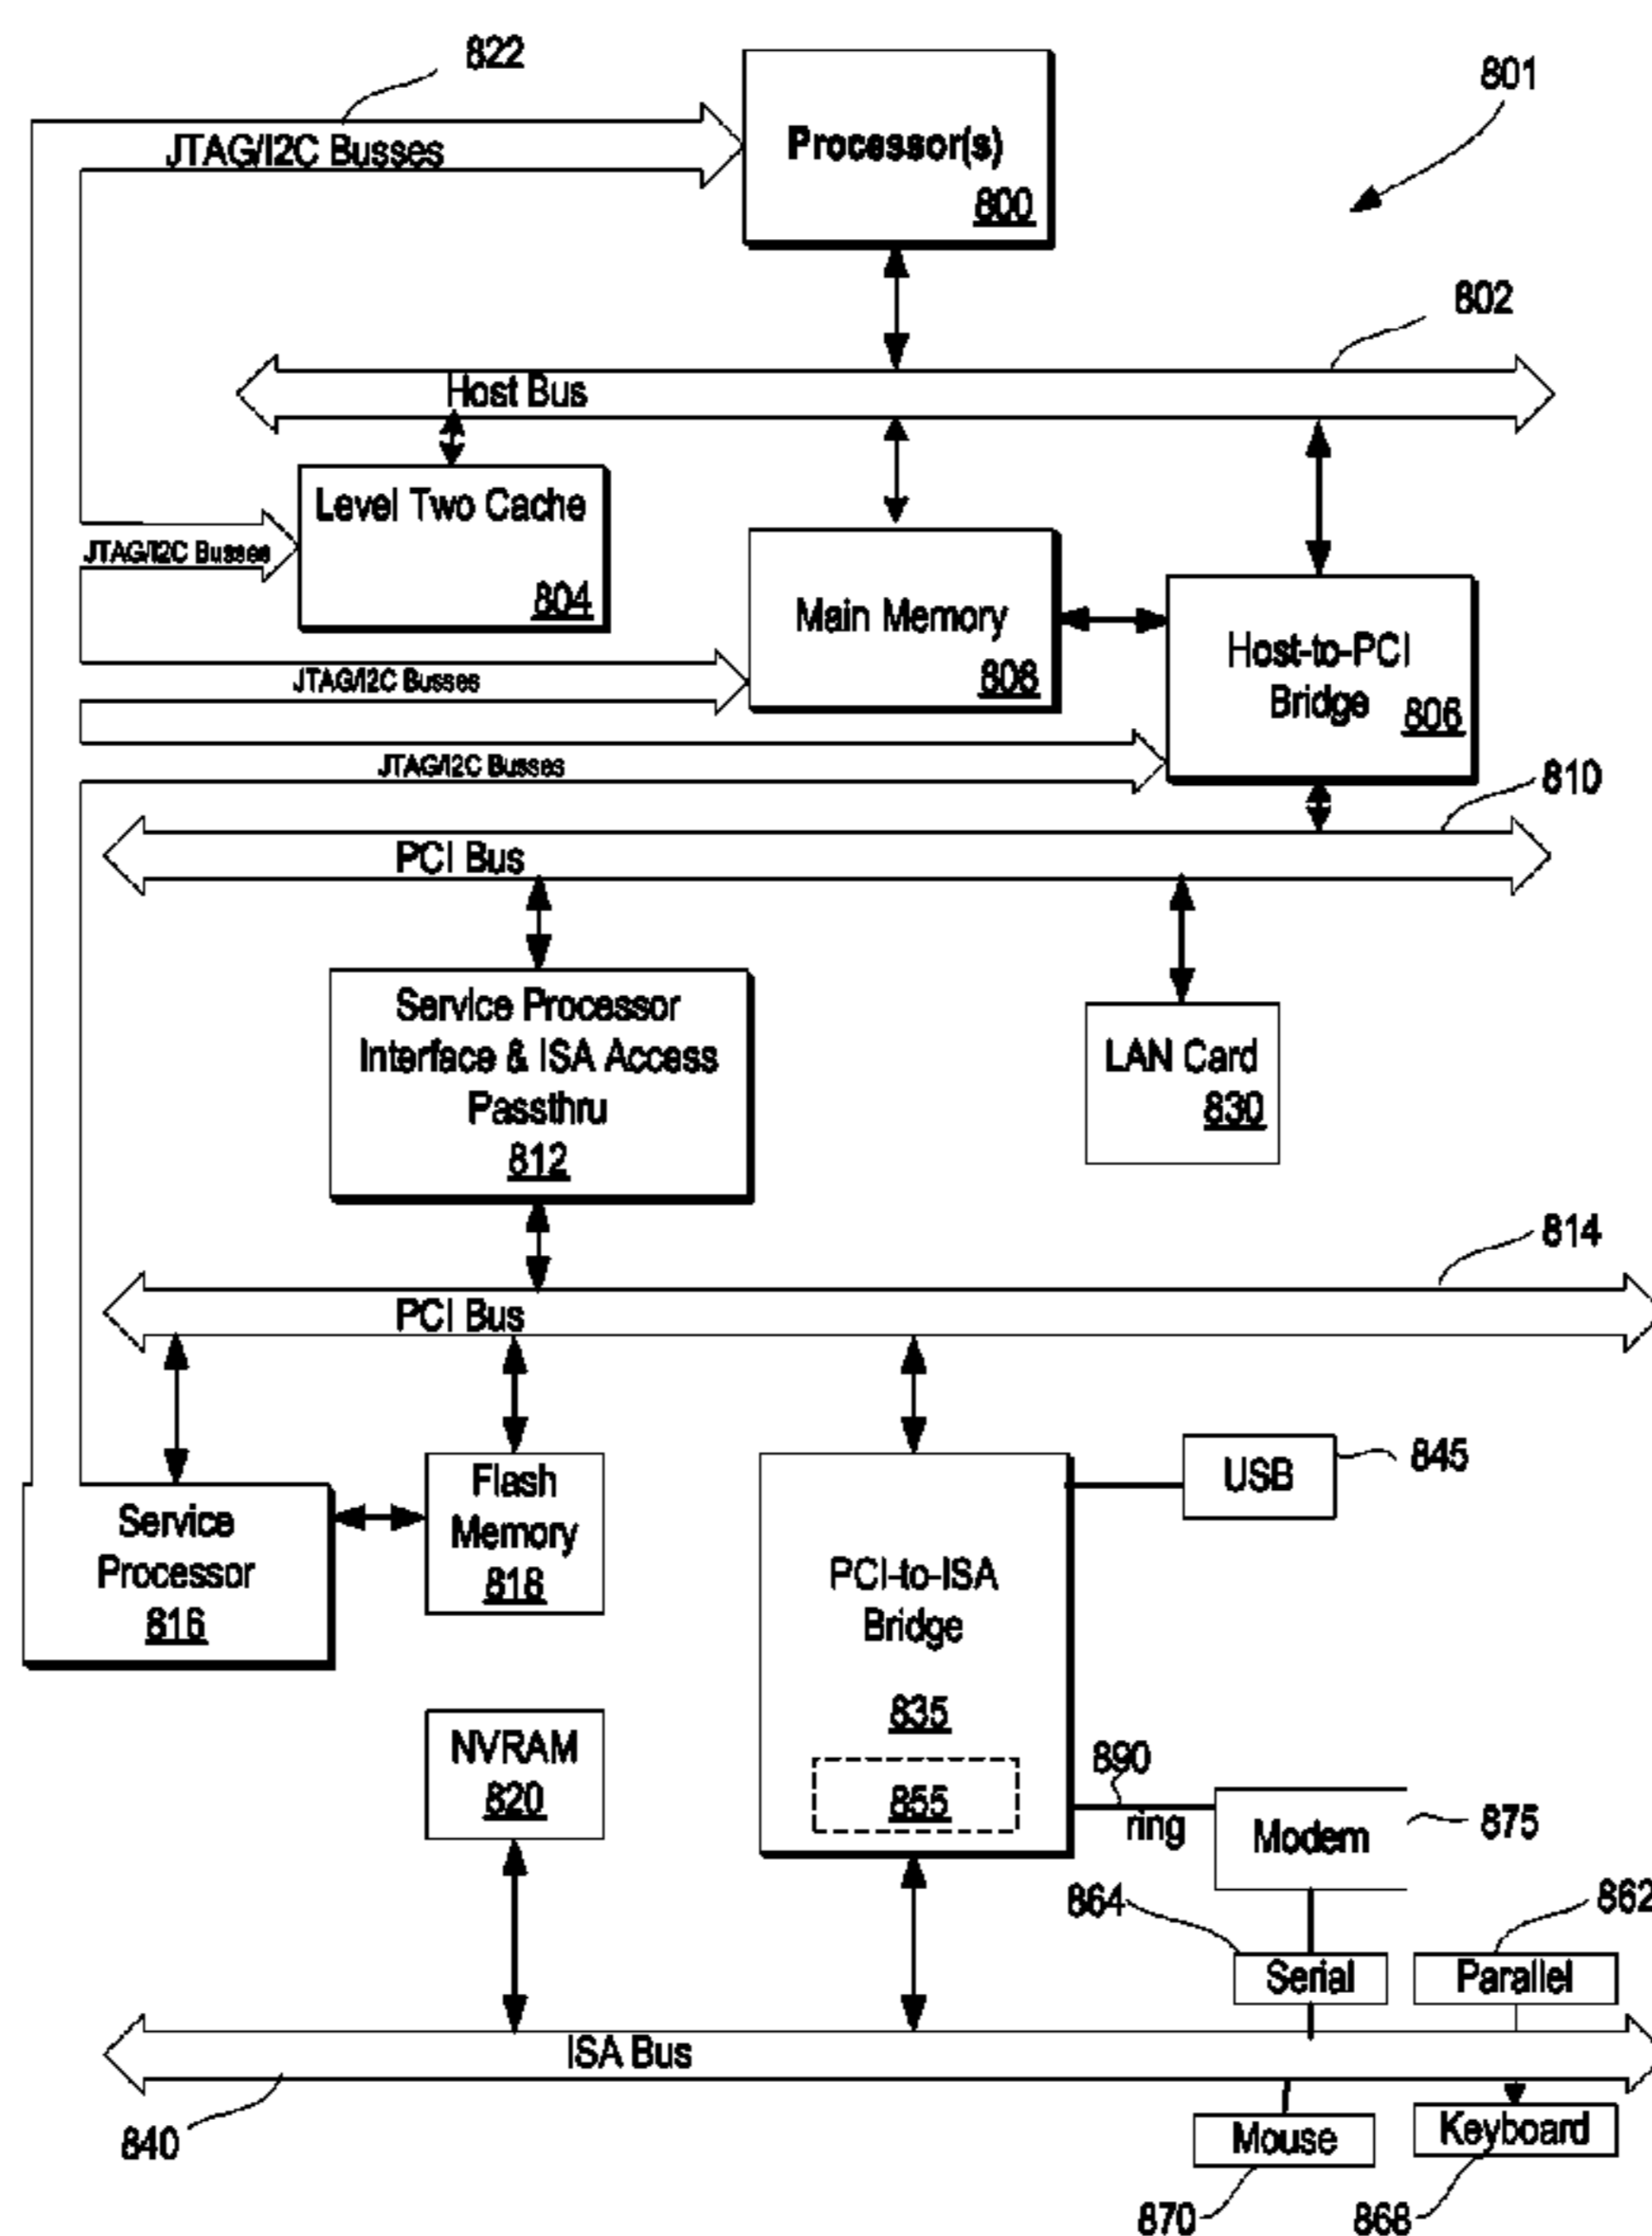 822
801
JTAG/I2C Busses
Processor(s)
800
802
Host Bus
Level Two Cache
804
JTAG/I2C Busses
Main Memory
808
Host-to-PCI
Bridge
806
JTAG/I2C Busses
JTAG/I2C Busses
810
PCI Bus
Service Processor
Interface & ISA Access
Passthru
812
LAN Card
830
814
PCI Bus
Service
Processor
816
Flash
Memory
818
PCI-to-ISA
Bridge
835
855
USB
845
NVRAM
820
890
ring
Modem
875
864
862
Serial
Parallel
ISA Bus
840
Mouse
Keyboard
870
868